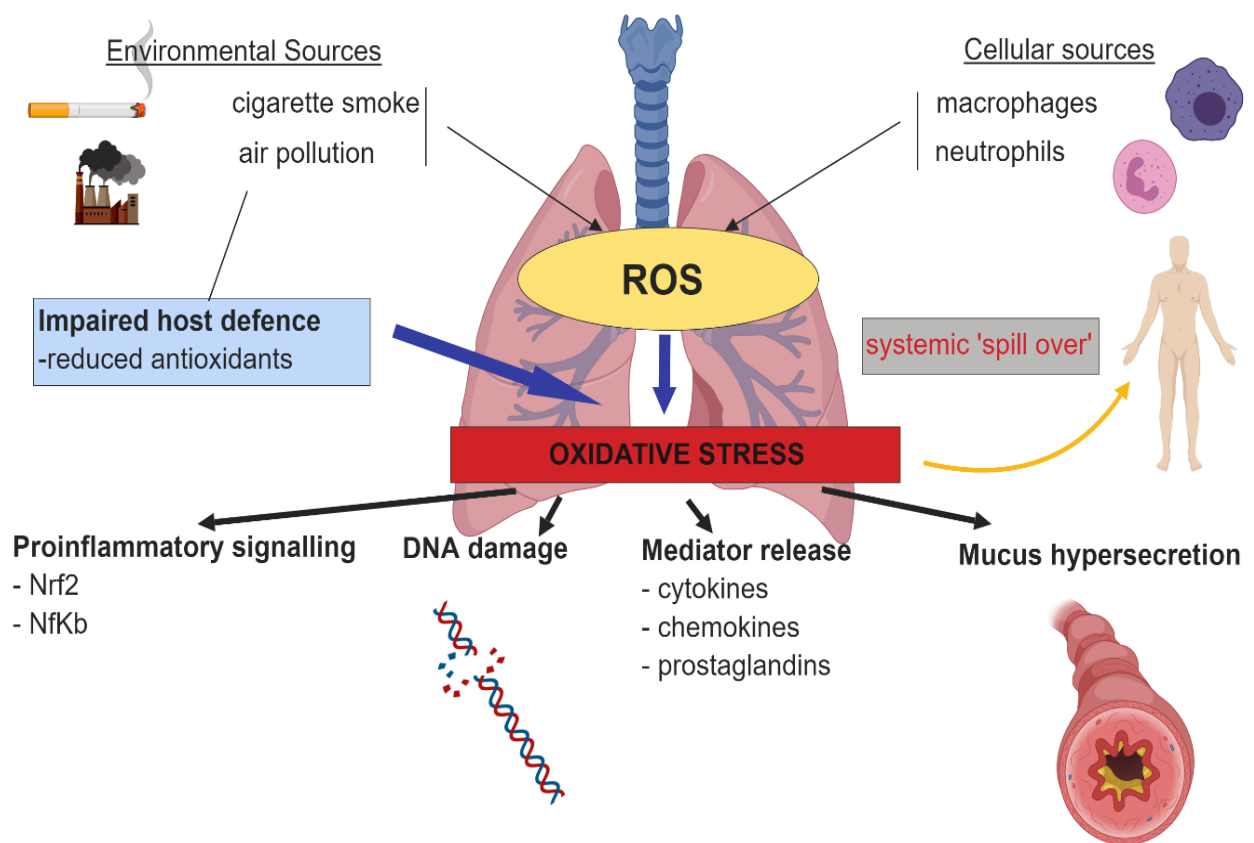 Environmental Sources
cigarette smoke
air pollution
Cellular sources
macrophages
neutrophils
ROS
Impaired host defence
-reduced antioxidants
systemic 'spill over'
OXIDATIVE STRESS
Proinflammatory signalling
- Nrf2
- NfKb
DNA damage
Mediator release
- cytokines
- chemokines
- prostaglandins
Mucus hypersecretion